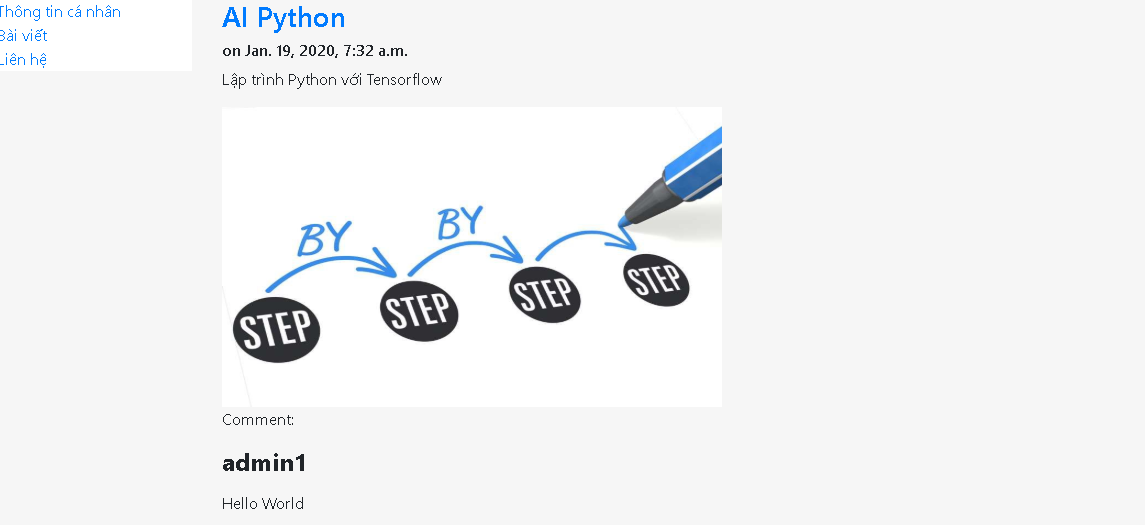 Thông tin cá nhân
Bài viết
Liên hệ
AI Python
on Jan. 19, 2020, 7:32 a.m.
Lập trình Python với Tensorflow
BY
BY
STEP
STEP
STEP
STEP
Comment:
admin1
Hello World